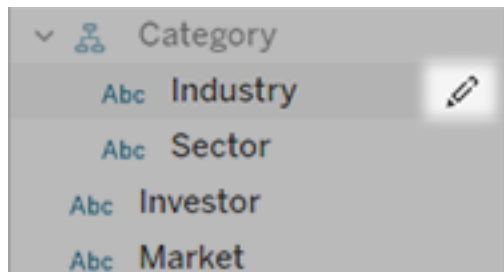 Category
Abc Industry
Abc Sector
Abc Investor
Abc Market